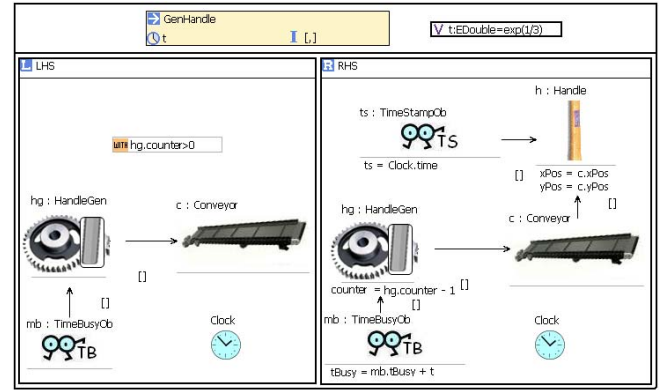 GenHandle
t
[,]
V t:EDouble=exp(1/3)
L LHS
WITH hg.counter>0
hg : HandleGen
c : Conveyor
[]
[]
mb : TimeBusyOb
TB
Clock
R RHS
h : Handle
ts : TimeStampOb
TS
ts = Clock.time
[]
xPos = c.xPos
yPos = c.yPos
[]
hg : HandleGen
c : Conveyor
counter = hg.counter - 1
[]
[]
mb : TimeBusyOb
TB
Clock
tBusy = mb.tBusy + t